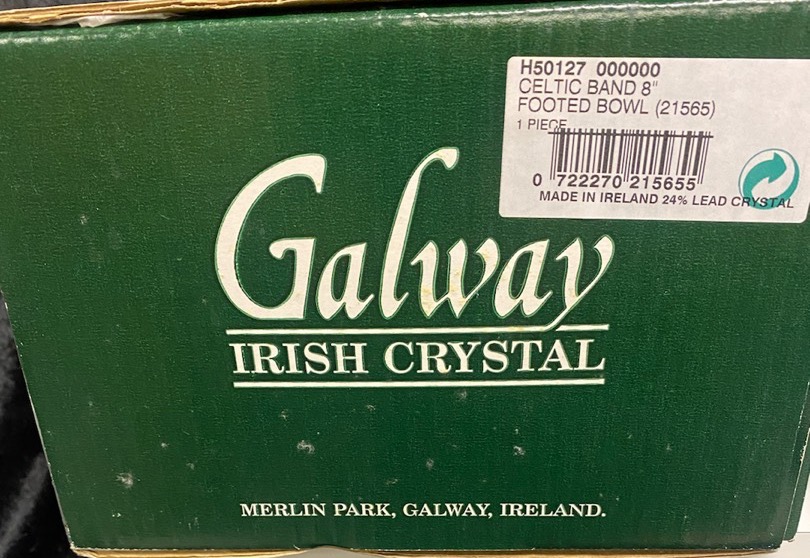 H50127 000000
CELTIC BAND 8"
FOOTED BOWL (21565)
1 PIECE
0 722270 215655
MADE IN IRELAND 24% LEAD CRYSTAL
Galway
IRISH CRYSTAL
MERLIN PARK, GALWAY, IRELAND.